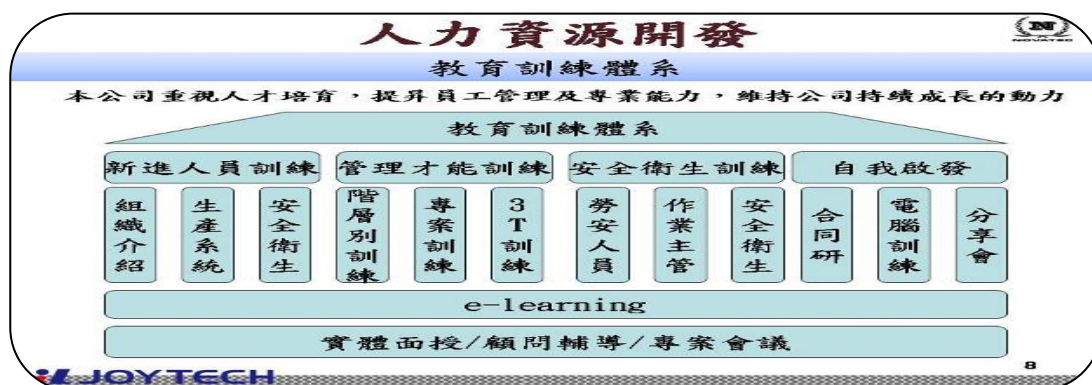 人力資源開發
N
NOVATEC
教育訓練體系
本公司重視人才培育，提昇員工管理及專業能力，維持公司持續成長的動力
教育訓練體系
新進人員訓練 管理才能訓練 安全衛生訓練 自我啟發
組織介紹 生產系統 安全衛生 階層別訓練 專案訓練 3T訓練 勞安人員 作業主管 安全衛生 合同研 電腦訓練 分享會
e-learning
實體面授/顧問輔導/專案會議
8
JOYTECH